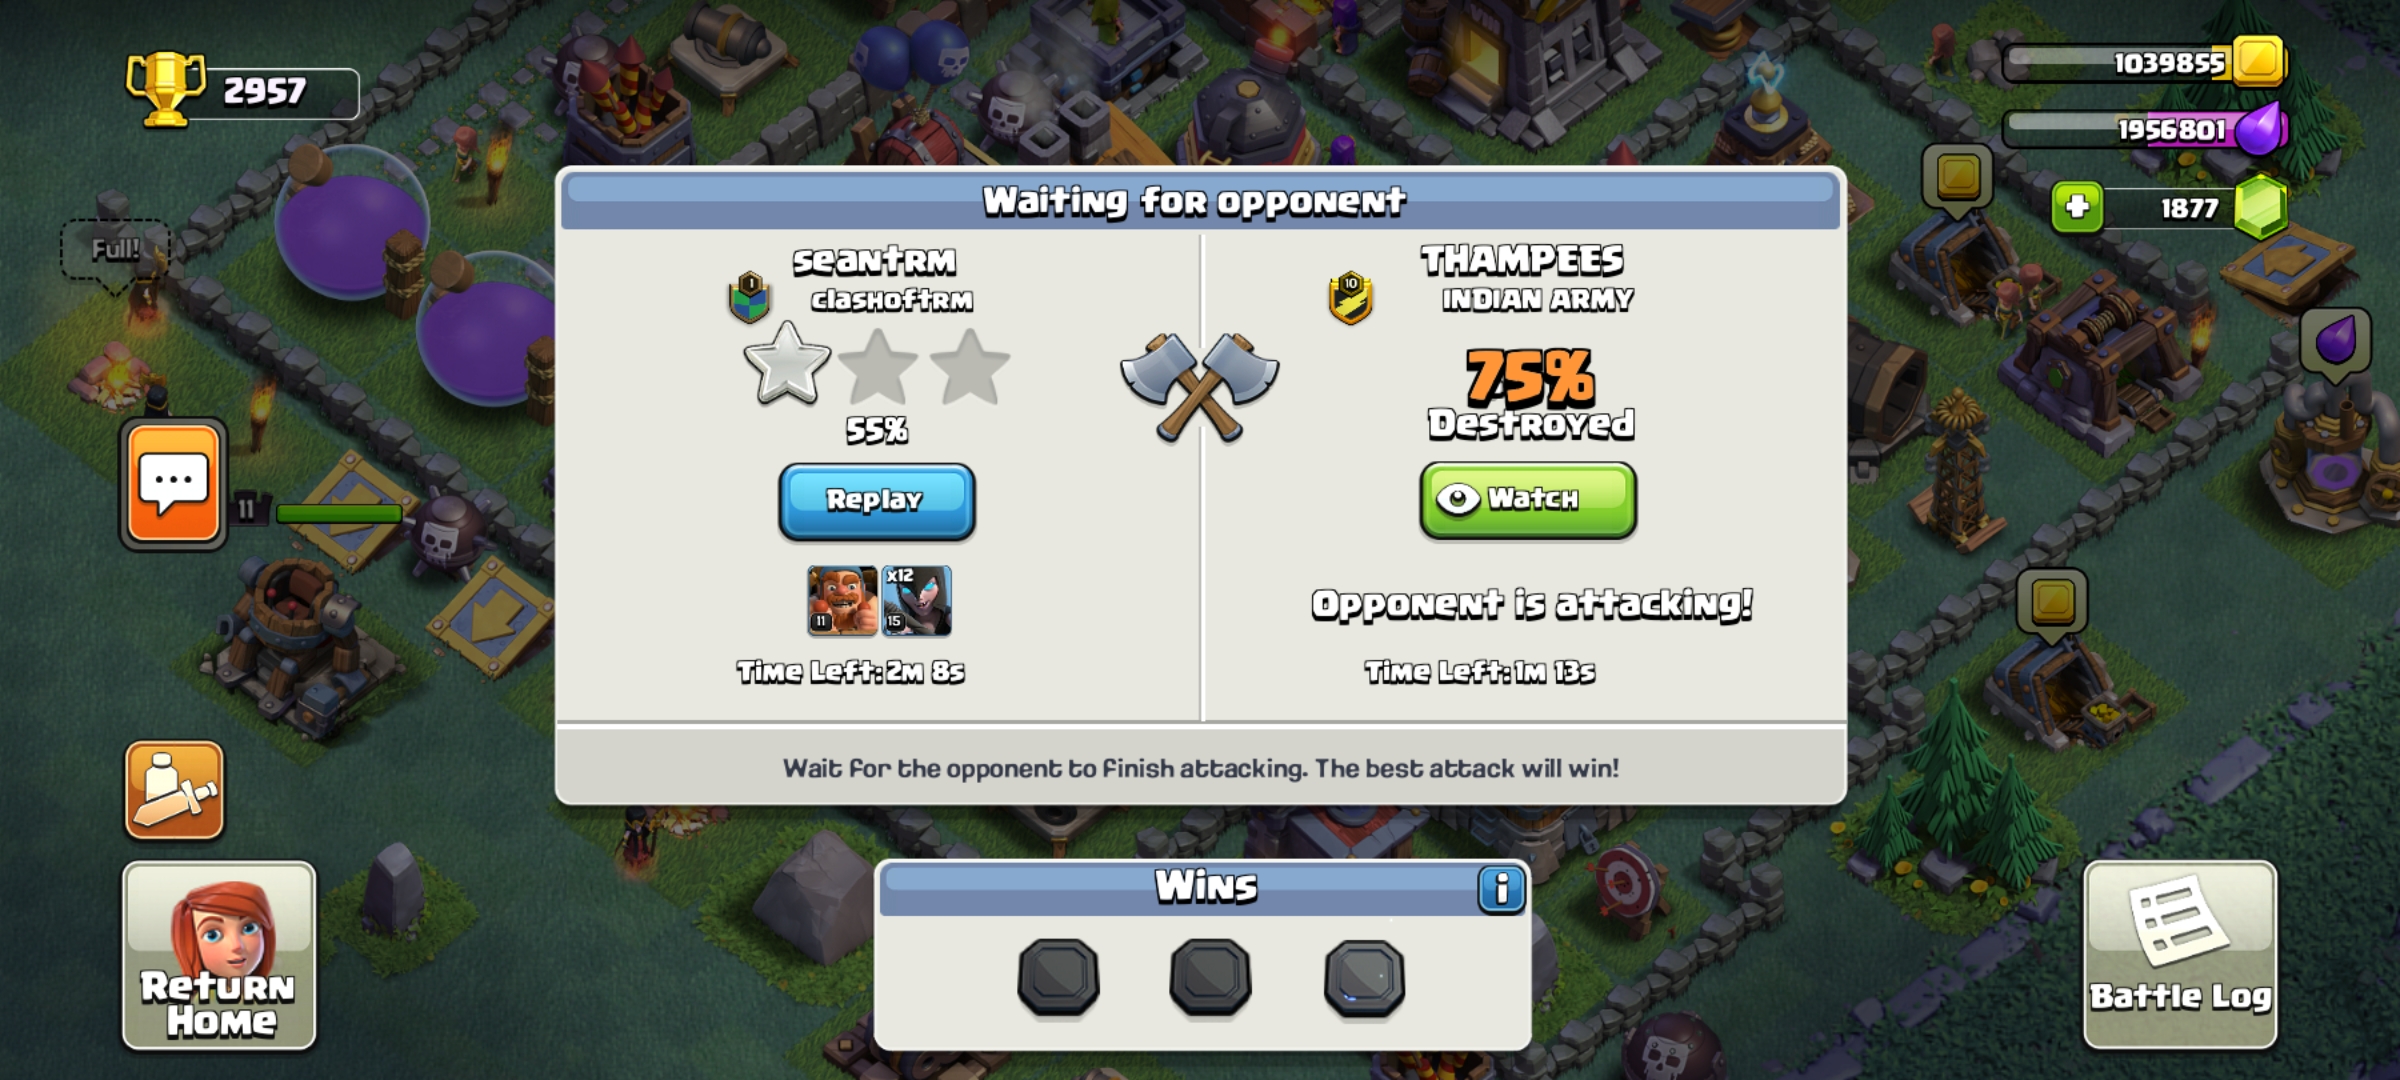 2957
1039855
1956801
1877
Full!
Waiting for opponent
seantrm
clashoftrm
1
55%
Replay
11
x12
15
Time Left: 2m 8s
THAMPEES
INDIAN ARMY
10
75%
Destroyed
Watch
Opponent is attacking!
Time Left: 1m 13s
Wait for the opponent to finish attacking. The best attack will win!
11
Wins
i
Return
Home
Battle Log